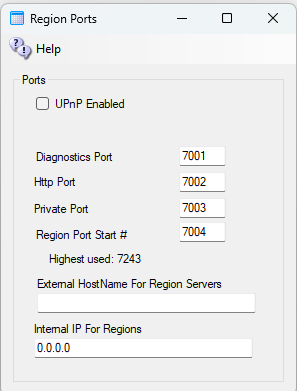 Region Ports
Help
Ports
UPnP Enabled
Diagnostics Port 7001
Http Port 7002
Private Port 7003
Region Port Start # 7004
Highest used: 7243
External HostName For Region Servers
Internal IP For Regions
0.0.0.0